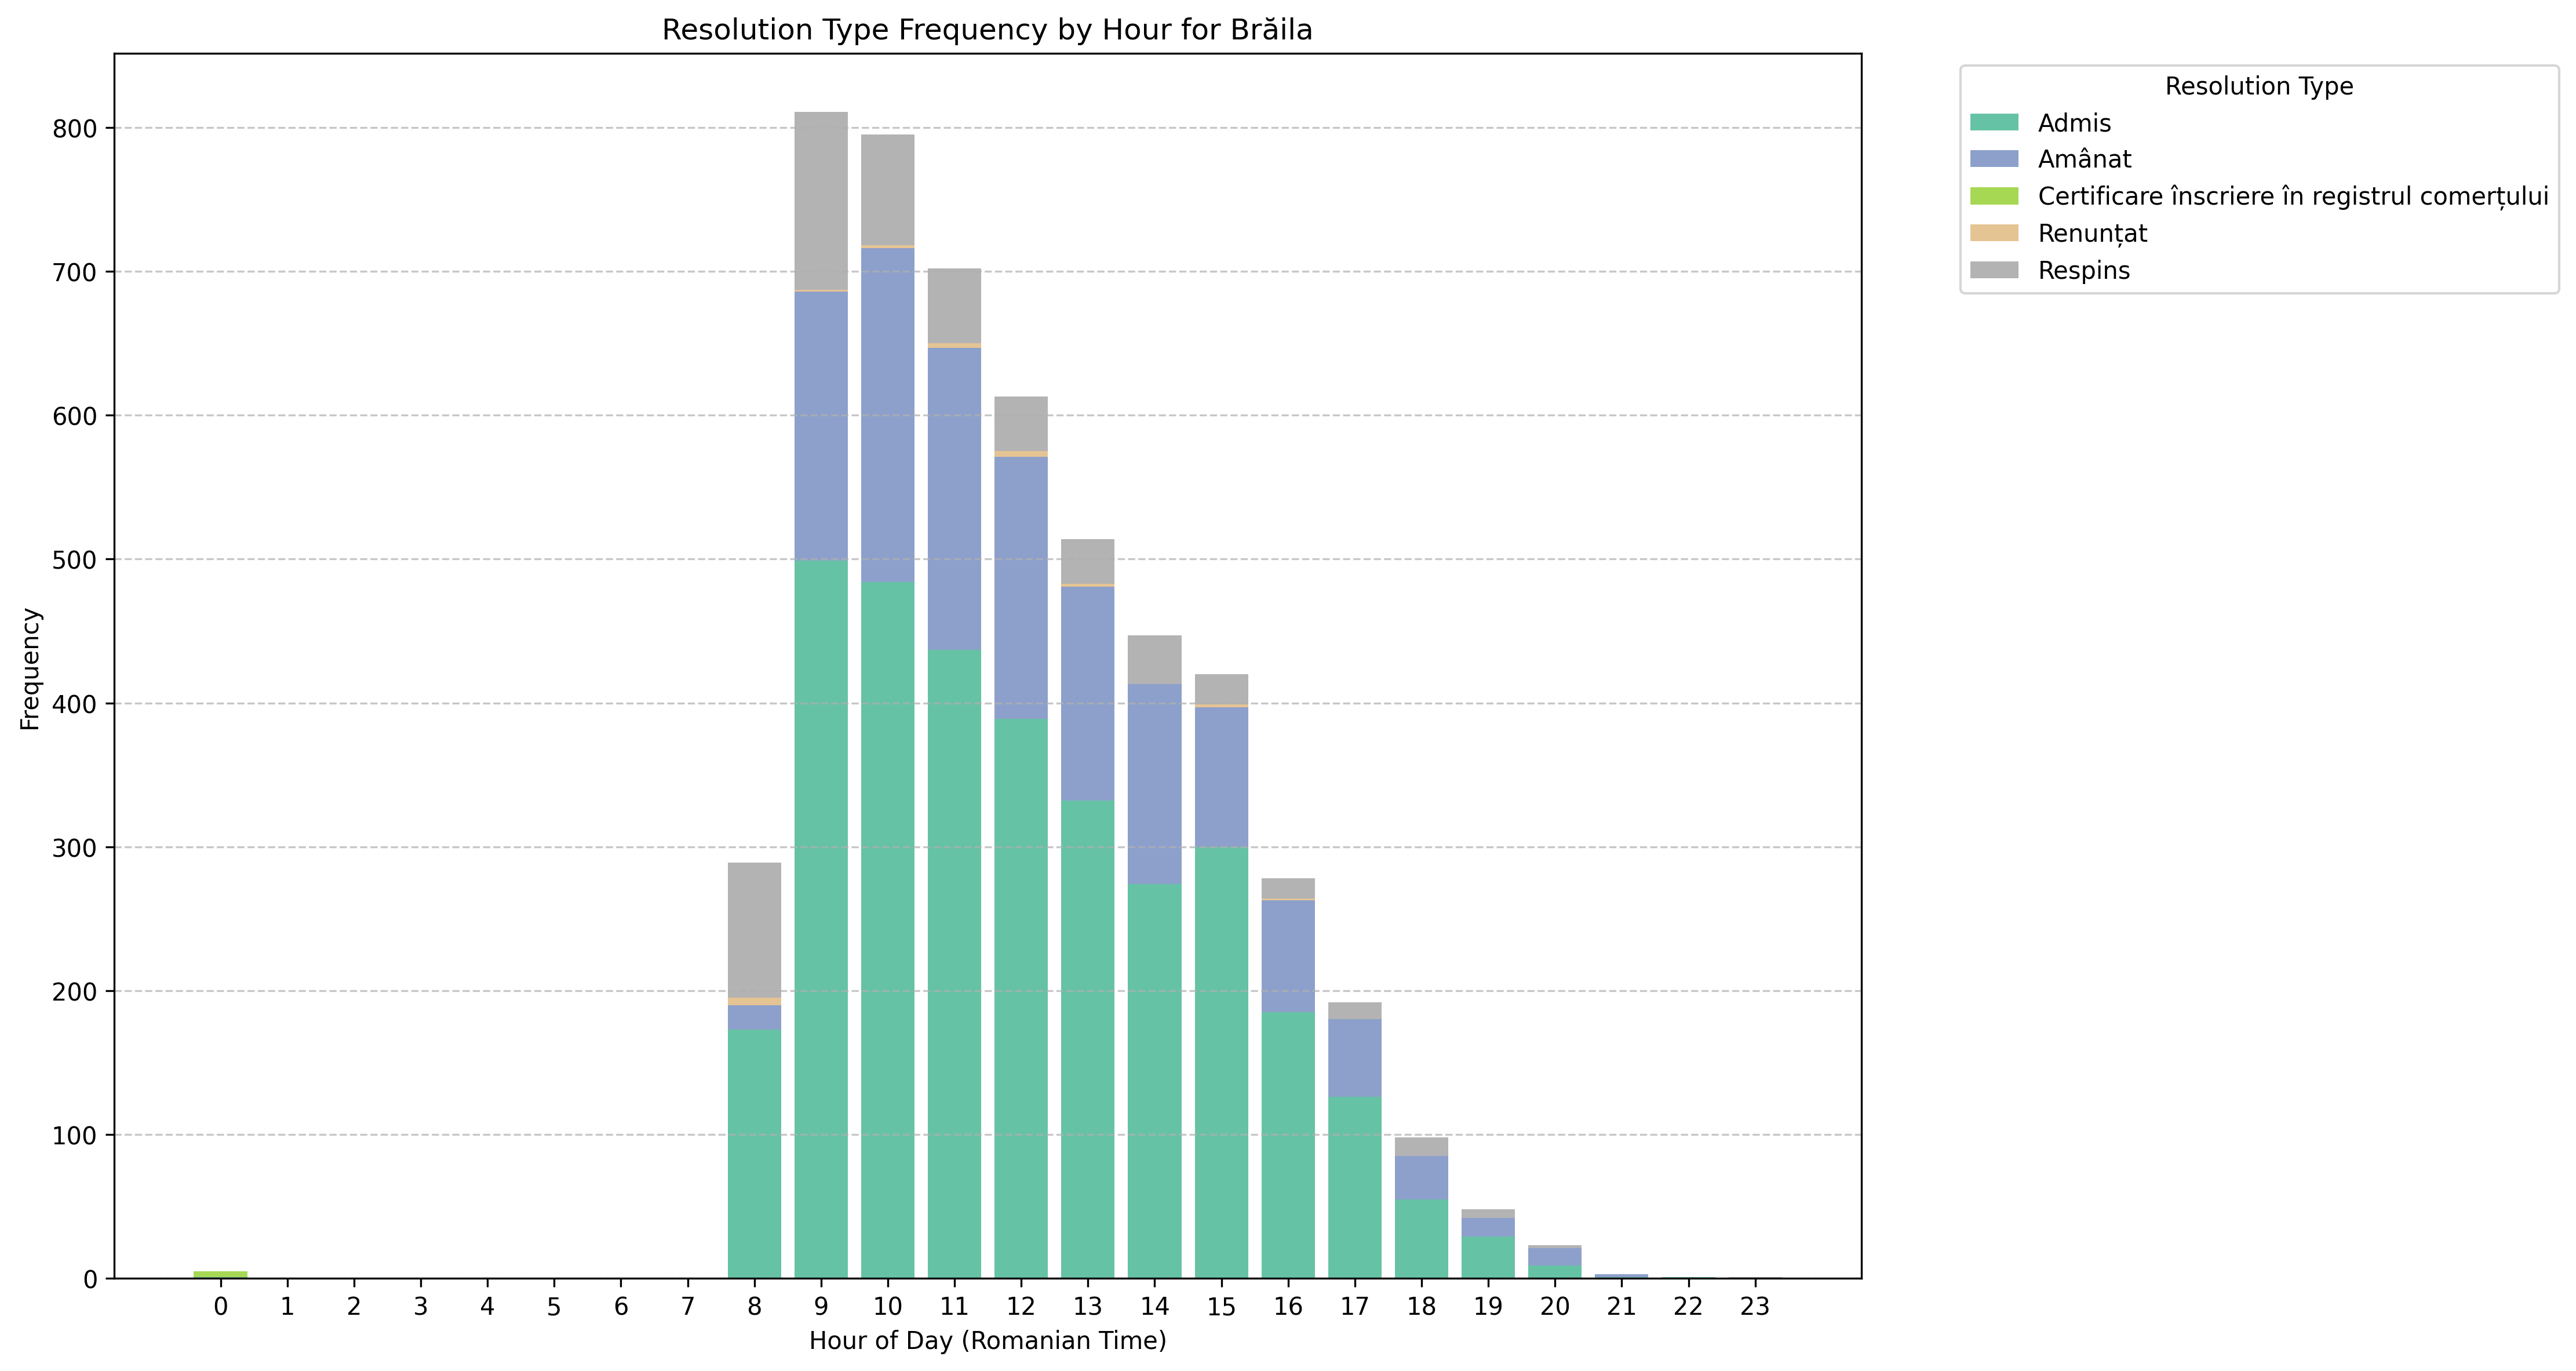 Resolution Type Frequency by Hour for Brăila
Resolution Type
Admis
Amânat
Certificare înscriere în registrul comerțului
Renunțat
Respins
Frequency
800
700
600
500
400
300
200
100
0
0 1 2 3 4 5 6 7 8 9 10 11 12 13 14 15 16 17 18 19 20 21 22 23
Hour of Day (Romanian Time)